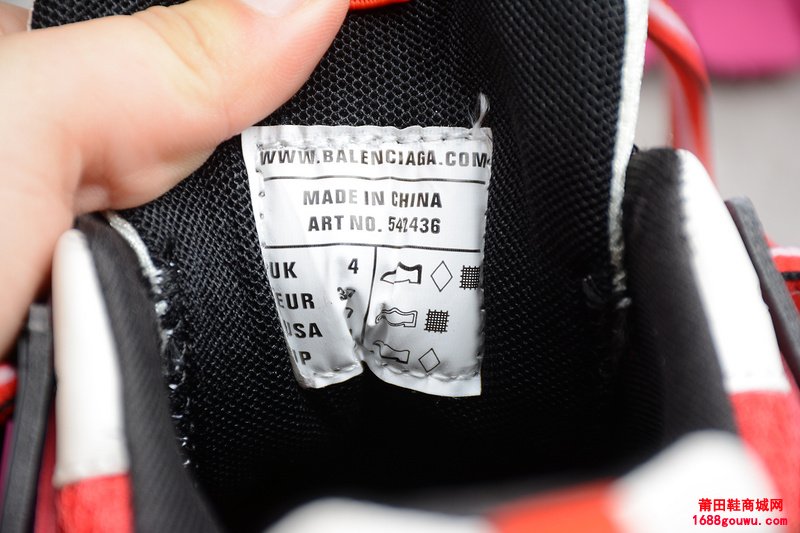 WWW.BALENCIAGA.COM
MADE IN CHINA
ART NO. 542436
UK 4
EUR 37
USA
莆田鞋商城网
1688gouwu.com